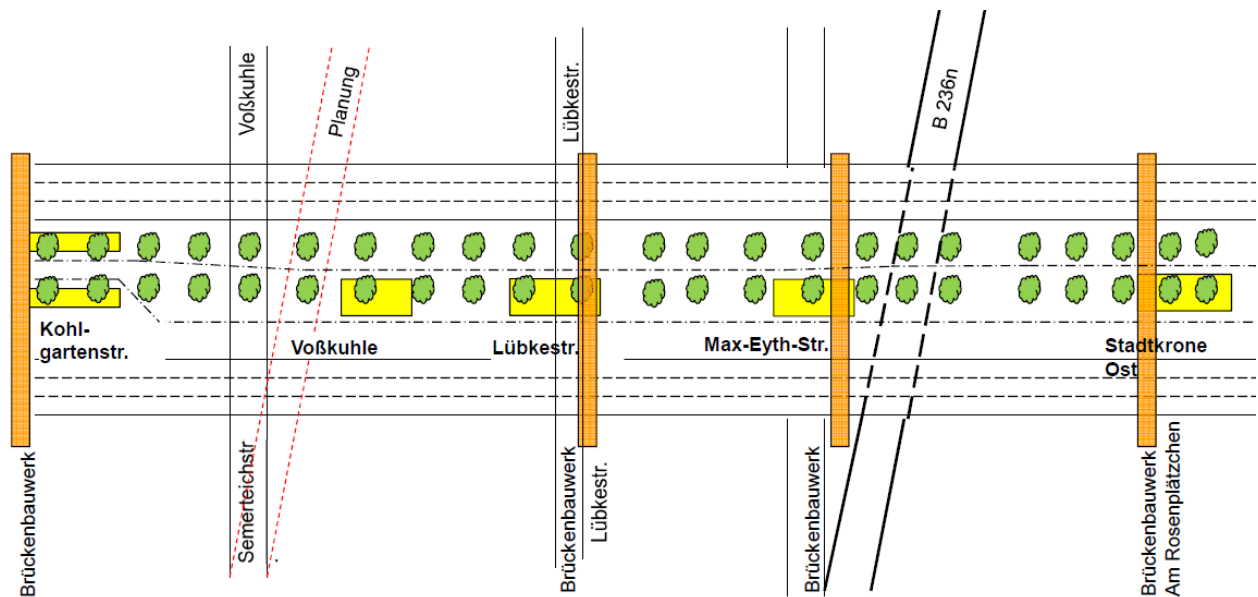 Voßkuhle
Planung
Lübkestr.
B 236n
Kohl-
gartenstr.
Voßkuhle
Lübkestr.
Max-Eyth-Str.
Stadtkrone
Ost
Brückenbauwerk
Semerteichstr
Brückenbauwerk
Lübkestr.
Brückenbauwerk
Brückenbauwerk
Am Rosenplätzchen